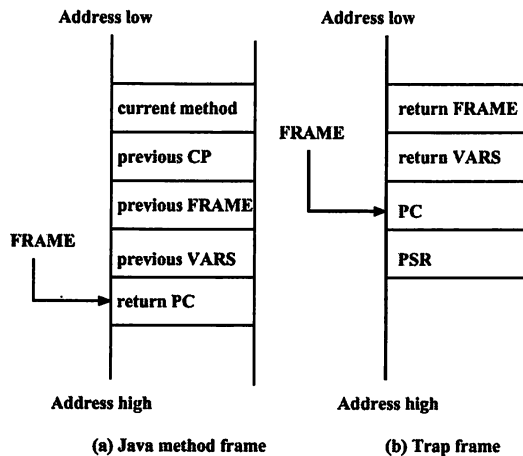 Address low
current method
previous CP
previous FRAME
FRAME
previous VARS
return PC
Address high
(a) Java method frame
Address low
return FRAME
FRAME
return VARS
PC
PSR
Address high
(b) Trap frame